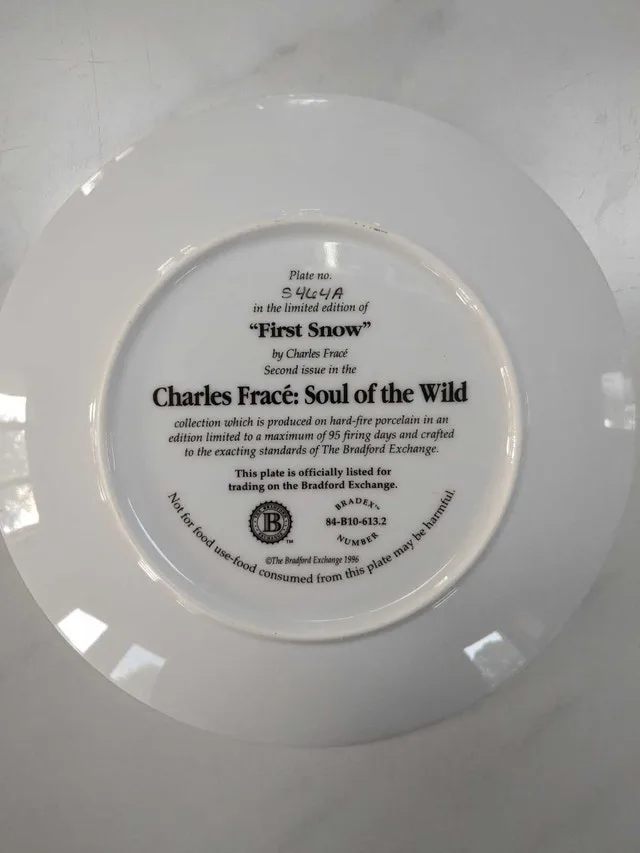 Plate no.
S464A
in the limited edition of
“First Snow”
by Charles Fracé
Second issue in the
Charles Fracé: Soul of the Wild
collection which is produced on hard-fire porcelain in an
edition limited to a maximum of 95 firing days and crafted
to the exacting standards of The Bradford Exchange.
This plate is officially listed for
trading on the Bradford Exchange.
B
TM
BRADEX™
84-B10-613.2
NUMBER
©The Bradford Exchange 1996
Not for food use-food consumed from this plate may be harmful.